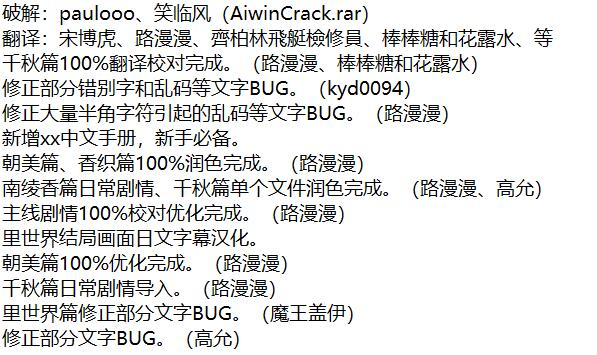 破解：paulooo、笑临风（AiwinCrack.rar）
翻译：宋博虎、路漫漫、齊柏林飛艇檢修員、棒棒糖和花露水、等
千秋篇100%翻译校对完成。（路漫漫、棒棒糖和花露水）
修正部分错别字和乱码等文字BUG。（kyd0094）
修正大量半角字符引起的乱码等文字BUG。（路漫漫）
新增xx中文手册，新手必备。
朝美篇、香织篇100%润色完成。（路漫漫）
南绫香篇日常剧情、千秋篇单个文件润色完成。（路漫漫、高允）
主线剧情100%校对优化完成。（路漫漫）
里世界结局画面日文字幕汉化。
朝美篇100%优化完成。（路漫漫）
千秋篇日常剧情导入。（路漫漫）
里世界篇修正部分文字BUG。（魔王盖伊）
修正部分文字BUG。（高允）